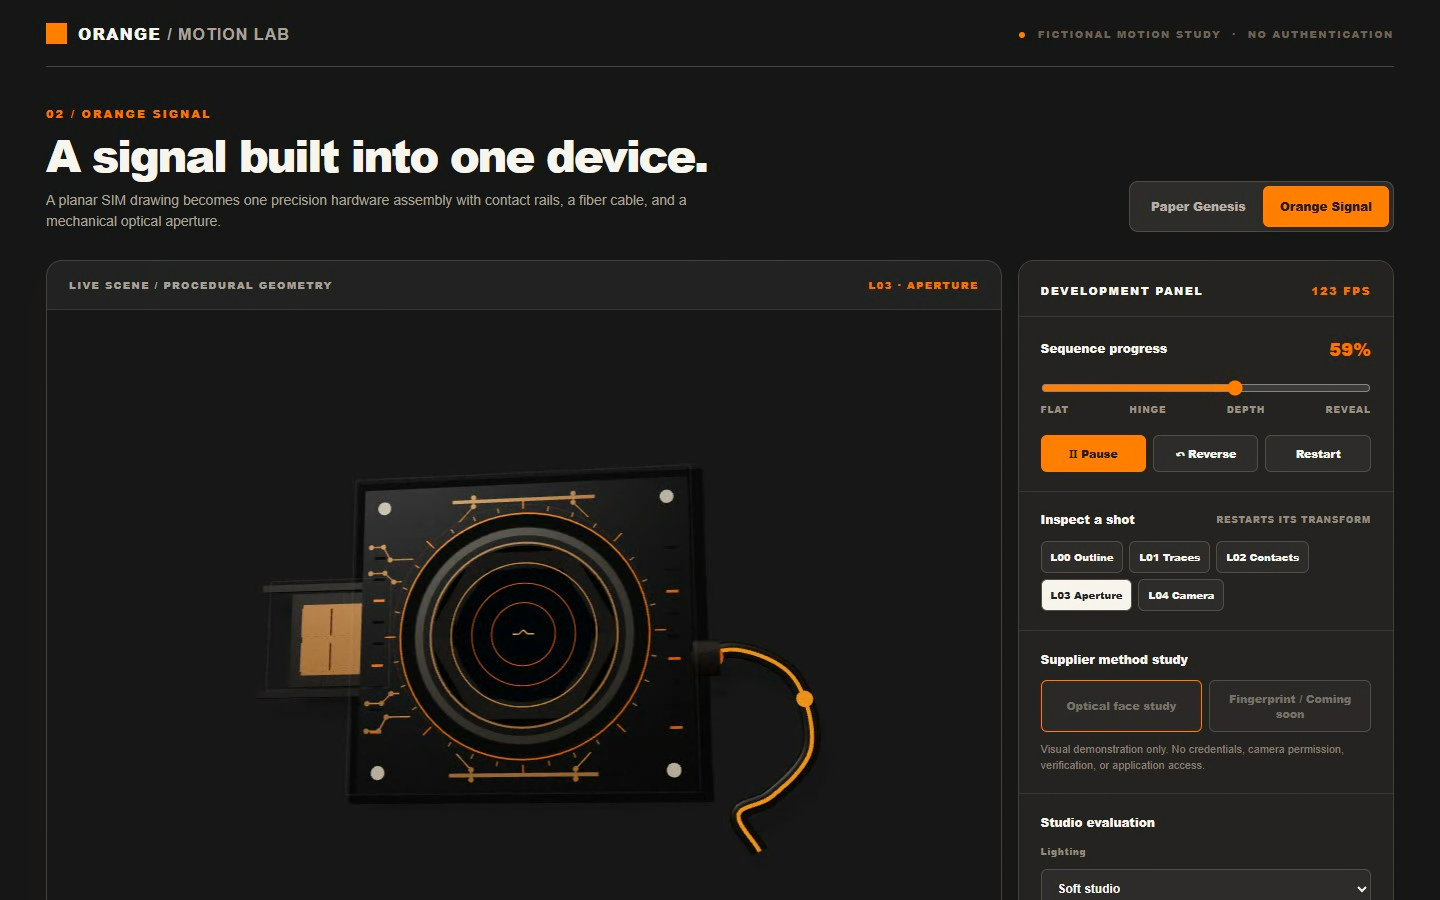 ORANGE / MOTION LAB
FICTIONAL MOTION STUDY · NO AUTHENTICATION
02 / ORANGE SIGNAL
A signal built into one device.
A planar SIM drawing becomes one precision hardware assembly with contact rails, a fiber cable, and a
mechanical optical aperture.
Paper Genesis
Orange Signal
LIVE SCENE / PROCEDURAL GEOMETRY
L03 · APERTURE
DEVELOPMENT PANEL
123 FPS
Sequence progress
59%
FLAT
HINGE
DEPTH
REVEAL
Pause
Reverse
Restart
Inspect a shot
RESTARTS ITS TRANSFORM
L00 Outline
L01 Traces
L02 Contacts
L03 Aperture
L04 Camera
Supplier method study
Optical face study
Fingerprint / Coming
soon
Visual demonstration only. No credentials, camera permission,
verification, or application access.
Studio evaluation
Lighting
Soft studio